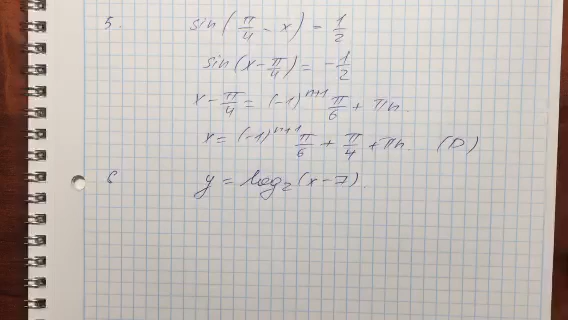 5. sin(π/4 - x) = 1/2
sin(x - π/4) = -1/2
x - π/4 = (-1)^(n+1) π/6 + πn.
x = (-1)^(n+1) π/6 + π/4 + πn. (D)
6 y = log₂(x-7).